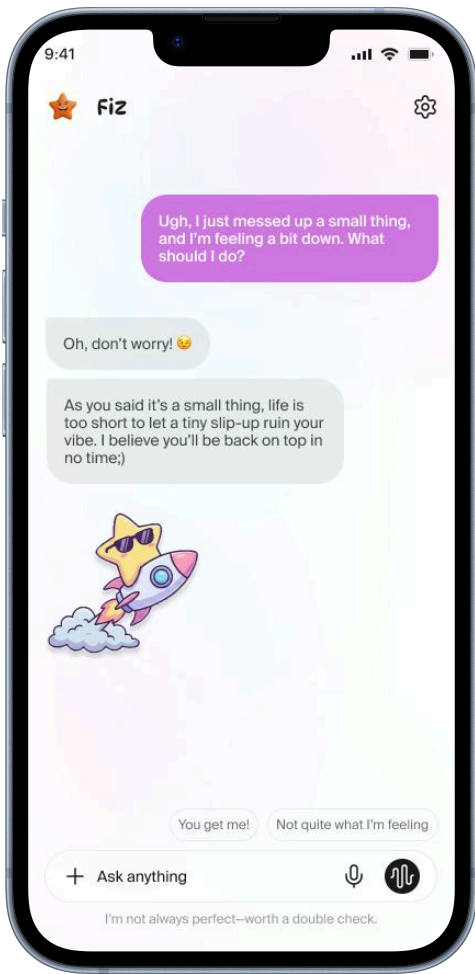 9:41
Fiz
Ugh, I just messed up a small thing,
and I'm feeling a bit down. What
should I do?
Oh, don't worry! 😉
As you said it's a small thing, life is
too short to let a tiny slip-up ruin your
vibe. I believe you'll be back on top in
no time;)
You get me!
Not quite what I'm feeling
Ask anything
I'm not always perfect—worth a double check.